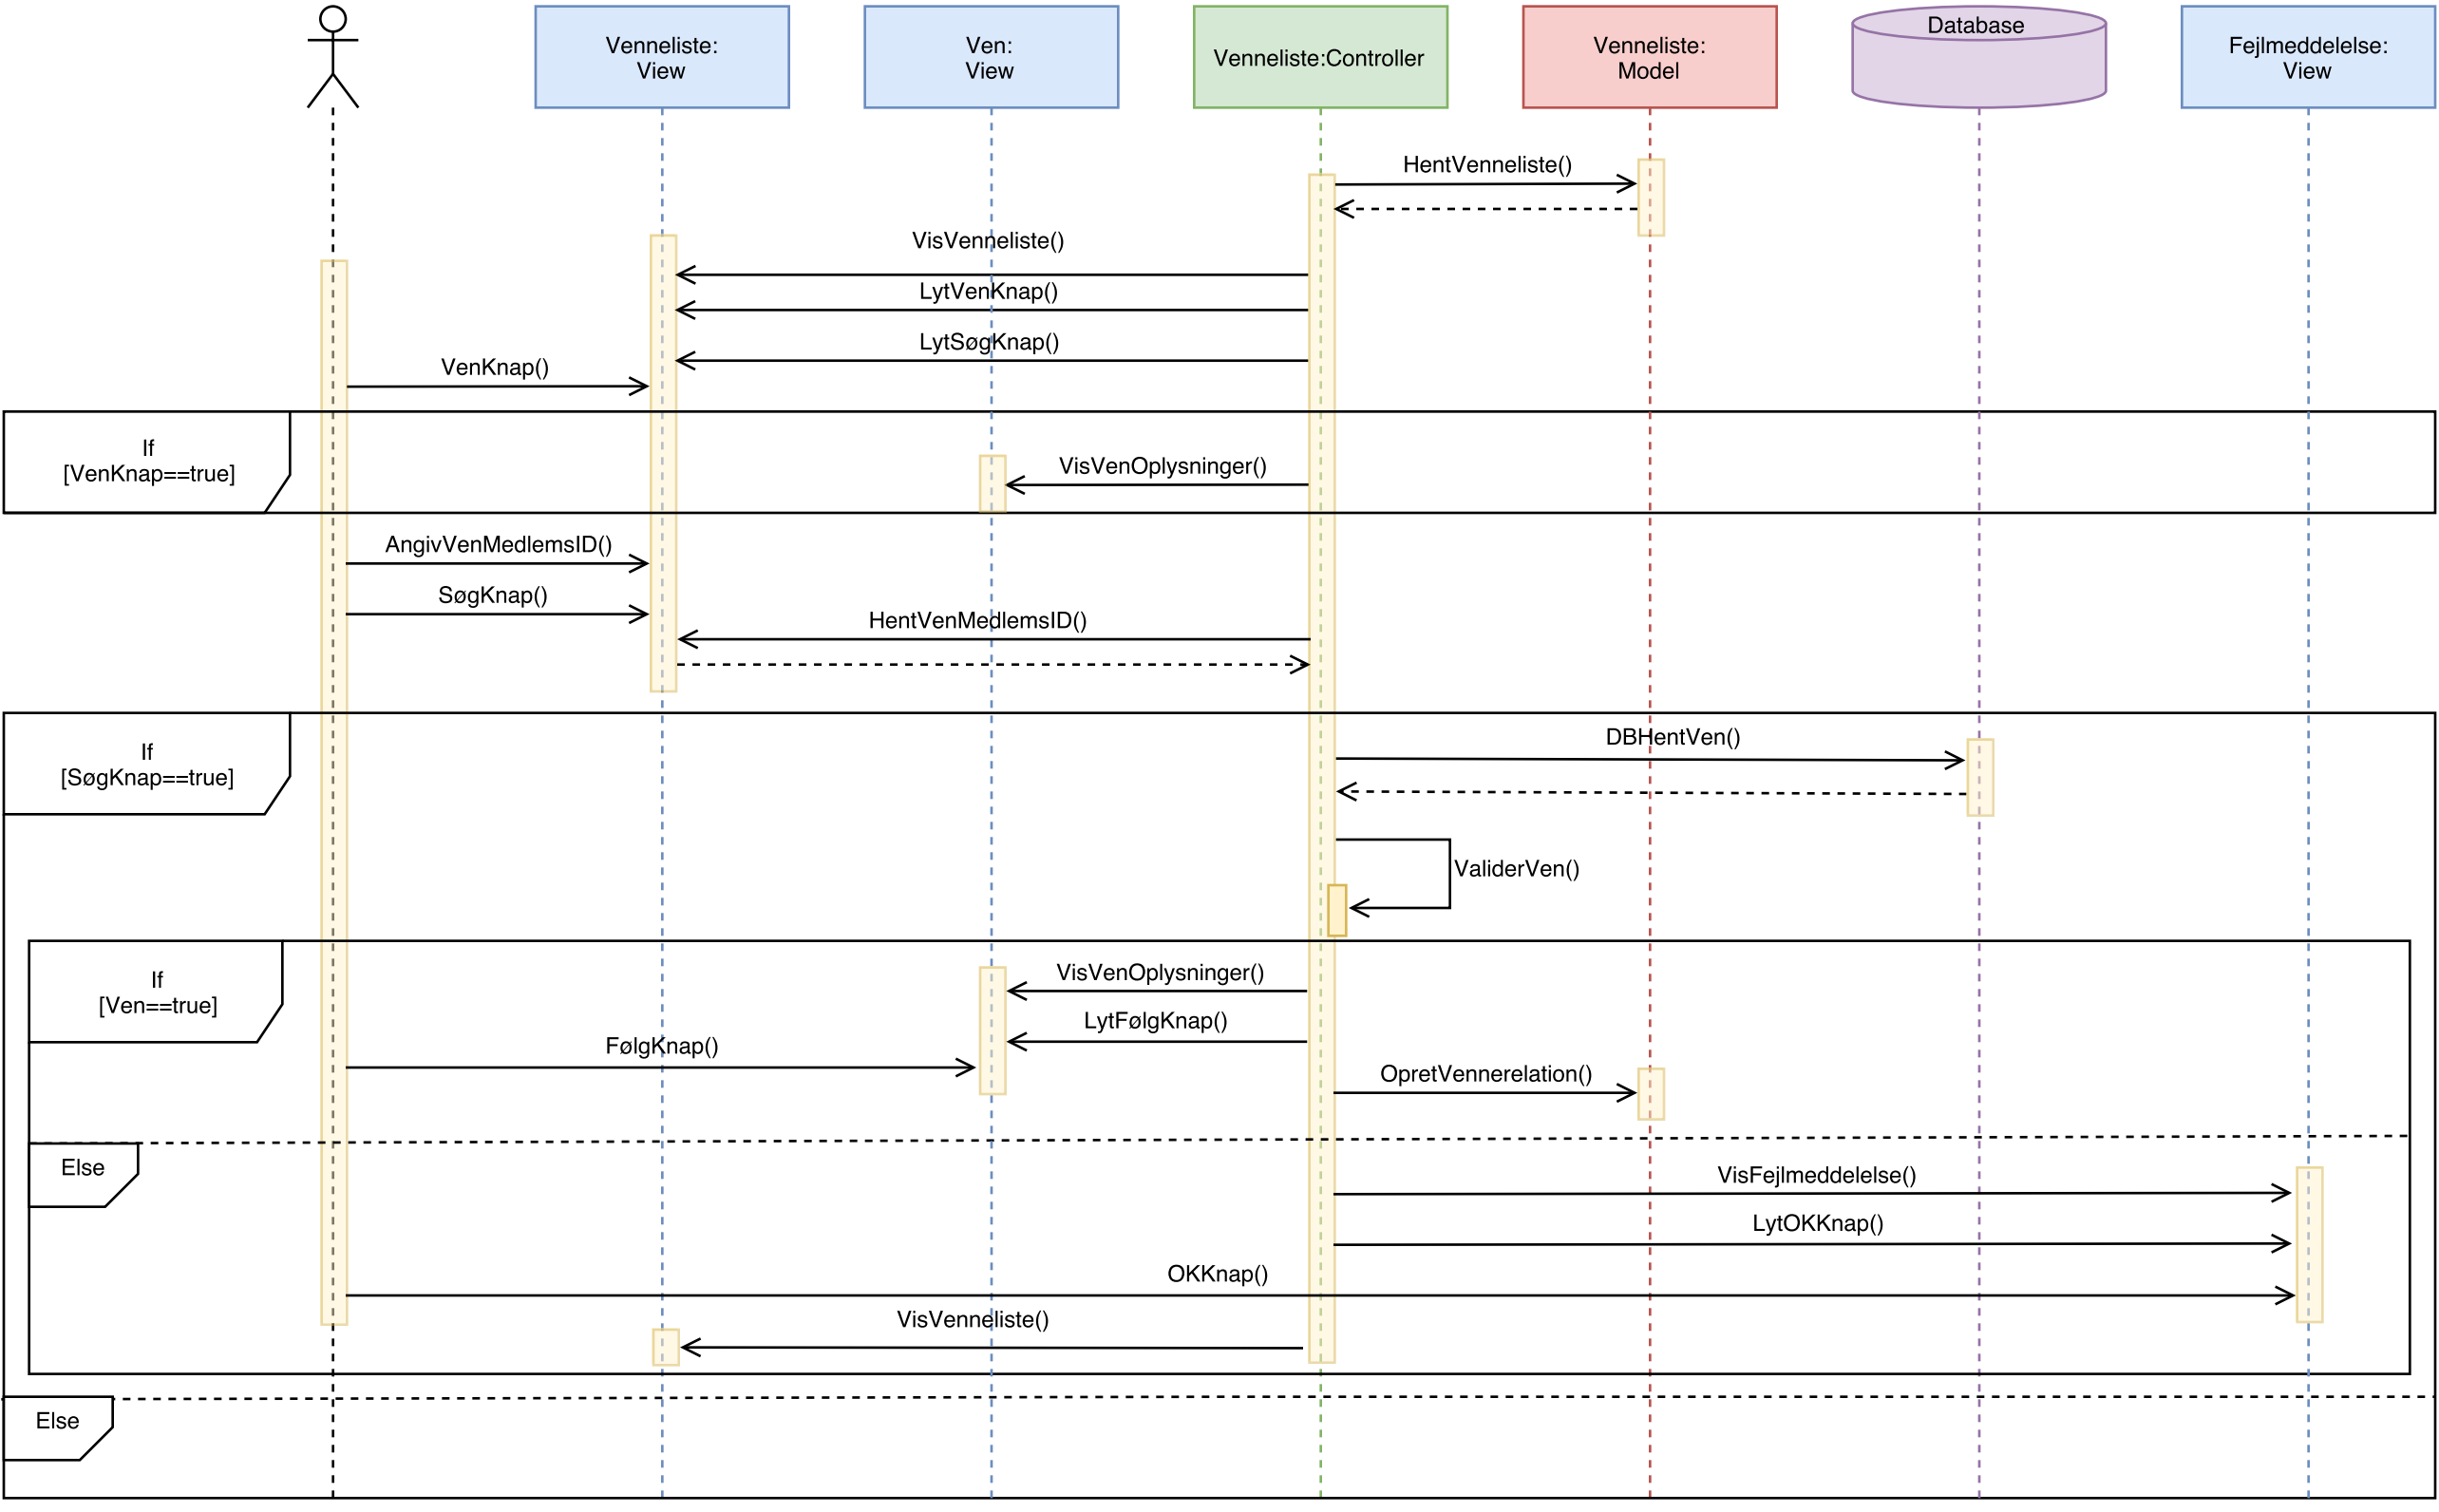 Venneliste:
View
Ven:
View
Venneliste:Controller
Venneliste:
Model
Database
Fejlmeddelelse:
View
HentVenneliste()
VisVenneliste()
LytVenKnap()
LytSøgKnap()
VenKnap()
If
[VenKnap==true]
VisVenOplysninger()
AngivVenMedlemsID()
SøgKnap()
HentVenMedlemsID()
If
[SøgKnap==true]
DBHentVen()
ValiderVen()
If
[Ven==true]
VisVenOplysninger()
LytFølgKnap()
FølgKnap()
OpretVennerelation()
Else
VisFejlmeddelelse()
LytOKKnap()
OKKnap()
VisVenneliste()
Else